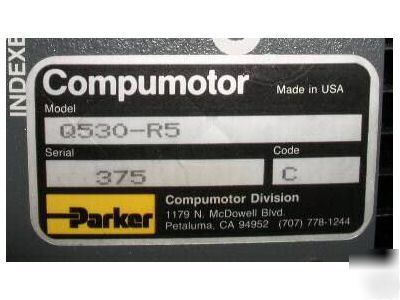 INDEXE
Compumotor
Made in USA
Model
Q530-R5
Serial
Code
375
C
Parker
Compumotor Division
1179 N. McDowell Blvd.
Petaluma, CA 94952 (707) 778-1244